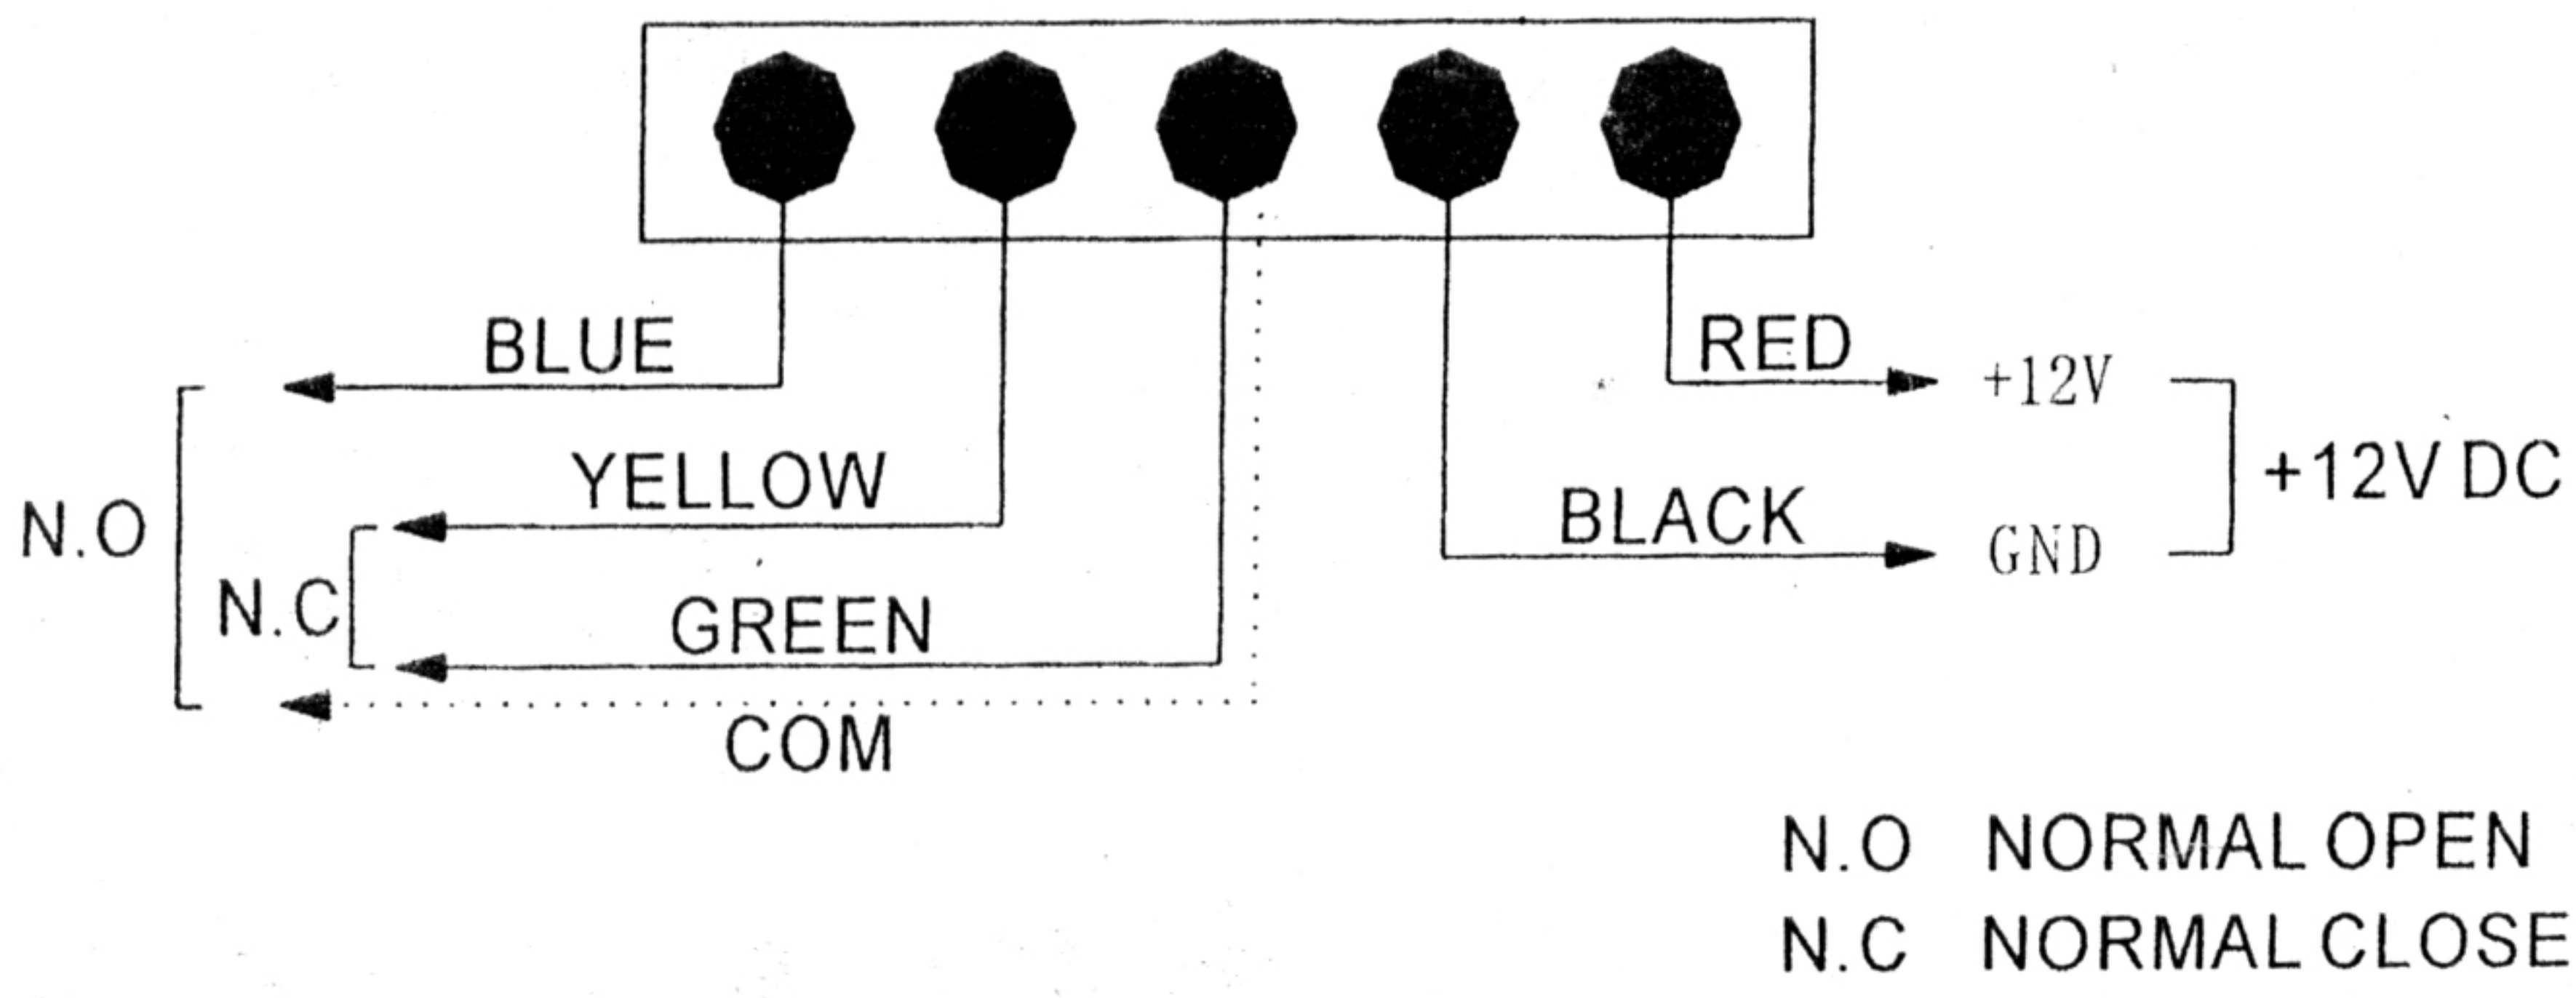 BLUE
RED
+12V
YELLOW
+12V DC
BLACK
N.O
GND
N.C
GREEN
COM
N.O NORMAL OPEN
N.C NORMAL CLOSE